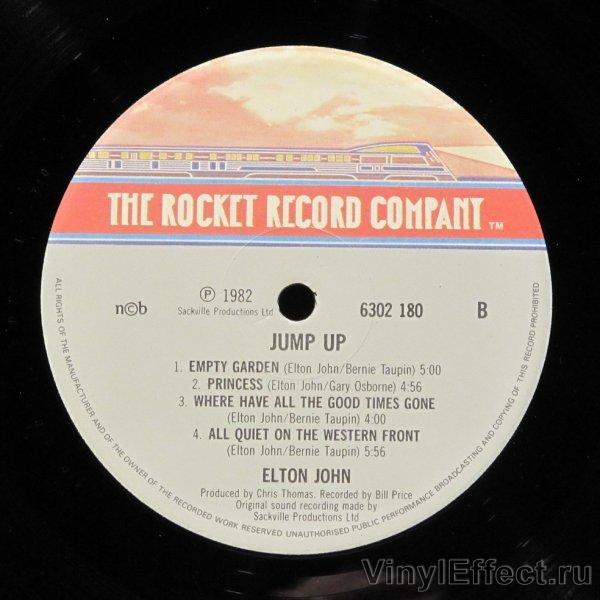 THE ROCKET RECORD COMPANY TM
n©b
℗ 1982
Sackville Productions Ltd
6302 180
B
JUMP UP
1. EMPTY GARDEN (Elton John/Bernie Taupin) 5:00
2. PRINCESS (Elton John/Gary Osborne) 4:56
3. WHERE HAVE ALL THE GOOD TIMES GONE
(Elton John/Bernie Taupin) 4:00
4. ALL QUIET ON THE WESTERN FRONT
(Elton John/Bernie Taupin) 5:56
ELTON JOHN
Produced by Chris Thomas. Recorded by Bill Price
Original sound recording made by
Sackville Productions Ltd
ALL RIGHTS OF THE MANUFACTURER AND OF THE OWNER OF THE RECORDED WORK RESERVED UNAUTHORISED PUBLIC PERFORMANCE BROADCASTING AND COPYING OF THIS RECORD PROHIBITED
VinylEffect.ru